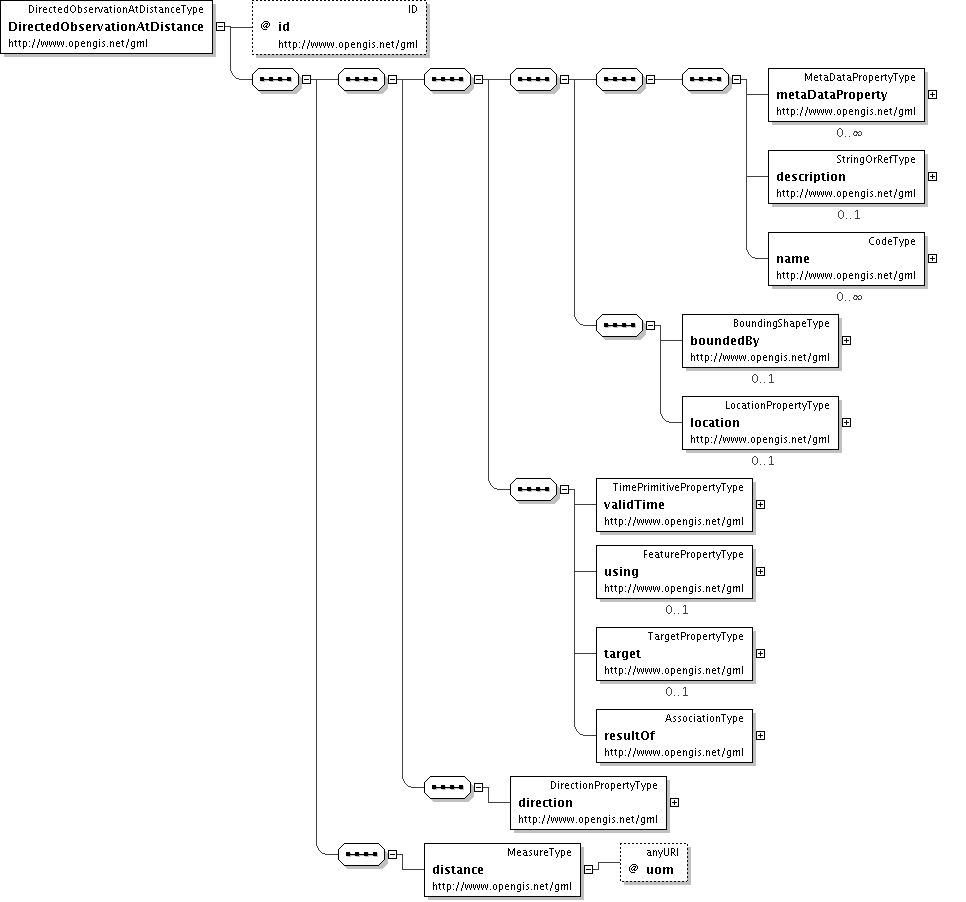 DirectedObservationAtDistanceType
DirectedObservationAtDistance
http://www.opengis.net/gml
ID
@ id
http://www.opengis.net/gml
MetaDataPropertyType
metaDataProperty
http://www.opengis.net/gml
0..∞
StringOrRefType
description
http://www.opengis.net/gml
0..1
CodeType
name
http://www.opengis.net/gml
0..∞
BoundingShapeType
boundedBy
http://www.opengis.net/gml
0..1
LocationPropertyType
location
http://www.opengis.net/gml
0..1
TimePrimitivePropertyType
validTime
http://www.opengis.net/gml
FeaturePropertyType
using
http://www.opengis.net/gml
0..1
TargetPropertyType
target
http://www.opengis.net/gml
0..1
AssociationType
resultOf
http://www.opengis.net/gml
DirectionPropertyType
direction
http://www.opengis.net/gml
MeasureType
distance
http://www.opengis.net/gml
anyURI
@ uom